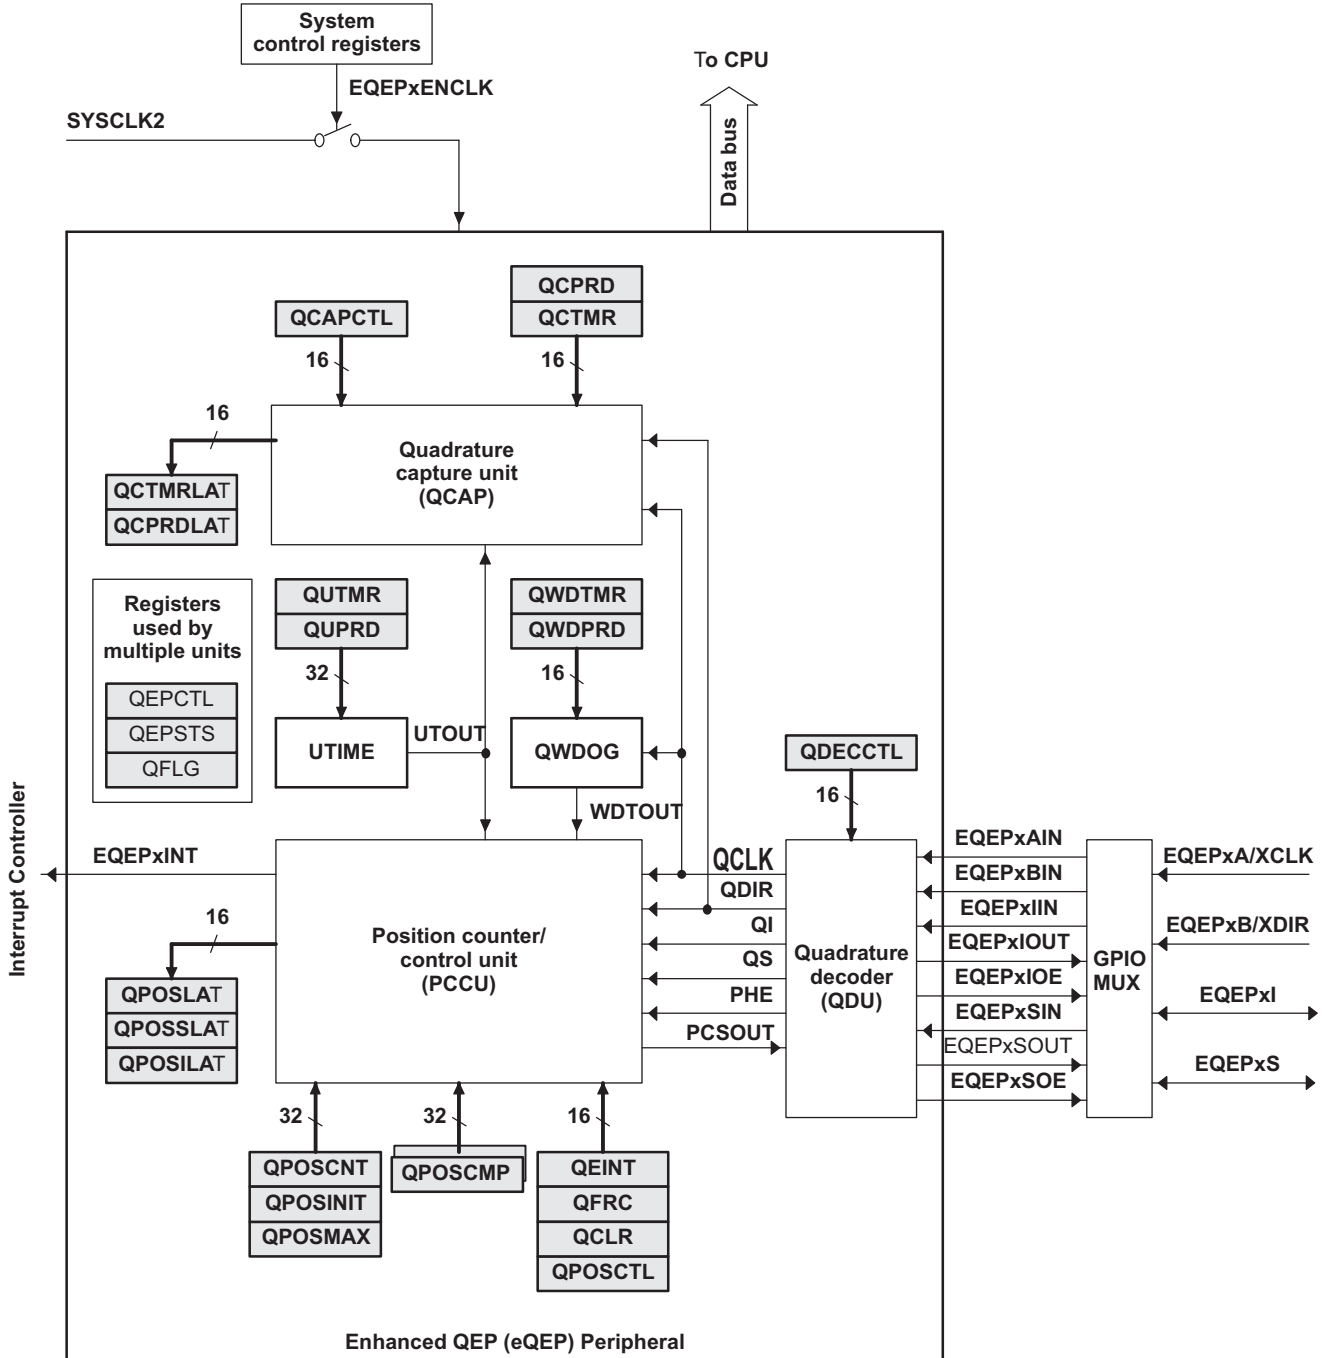 System
control registers
To CPU
EQEPxENCLK
SYSCLK2
Data bus
QCPRD
QCAPCTL
QCTMR
16
16
16
Quadrature
capture unit
(QCAP)
QCTMRLAT
QCPRDLAT
Registers
used by
multiple units
QUTMR
QUPRD
QWDTMR
QWDPRD
32
16
QEPCTL
QEPSTS
QFLG
UTIME
UTOUT
QWDOG
QDECCTL
16
WDTOUT
Interrupt Controller
EQEPxINT
16
Position counter/
control unit
(PCCU)
QCLK
QDIR
QI
QS
PHE
PCSOUT
Quadrature
decoder
(QDU)
EQEPxAIN
EQEPxBIN
EQEPxIIN
EQEPxIOUT
EQEPxIOE
EQEPxSIN
EQEPxSOUT
EQEPxSOE
GPIO
MUX
EQEPxA/XCLK
EQEPxB/XDIR
EQEPxI
EQEPxS
QPOSLAT
QPOSSLAT
QPOSILAT
32
32
16
QPOSCNT
QPOSINIT
QPOSMAX
QPOSCMP
QEINT
QFRC
QCLR
QPOSCTL
Enhanced QEP (eQEP) Peripheral